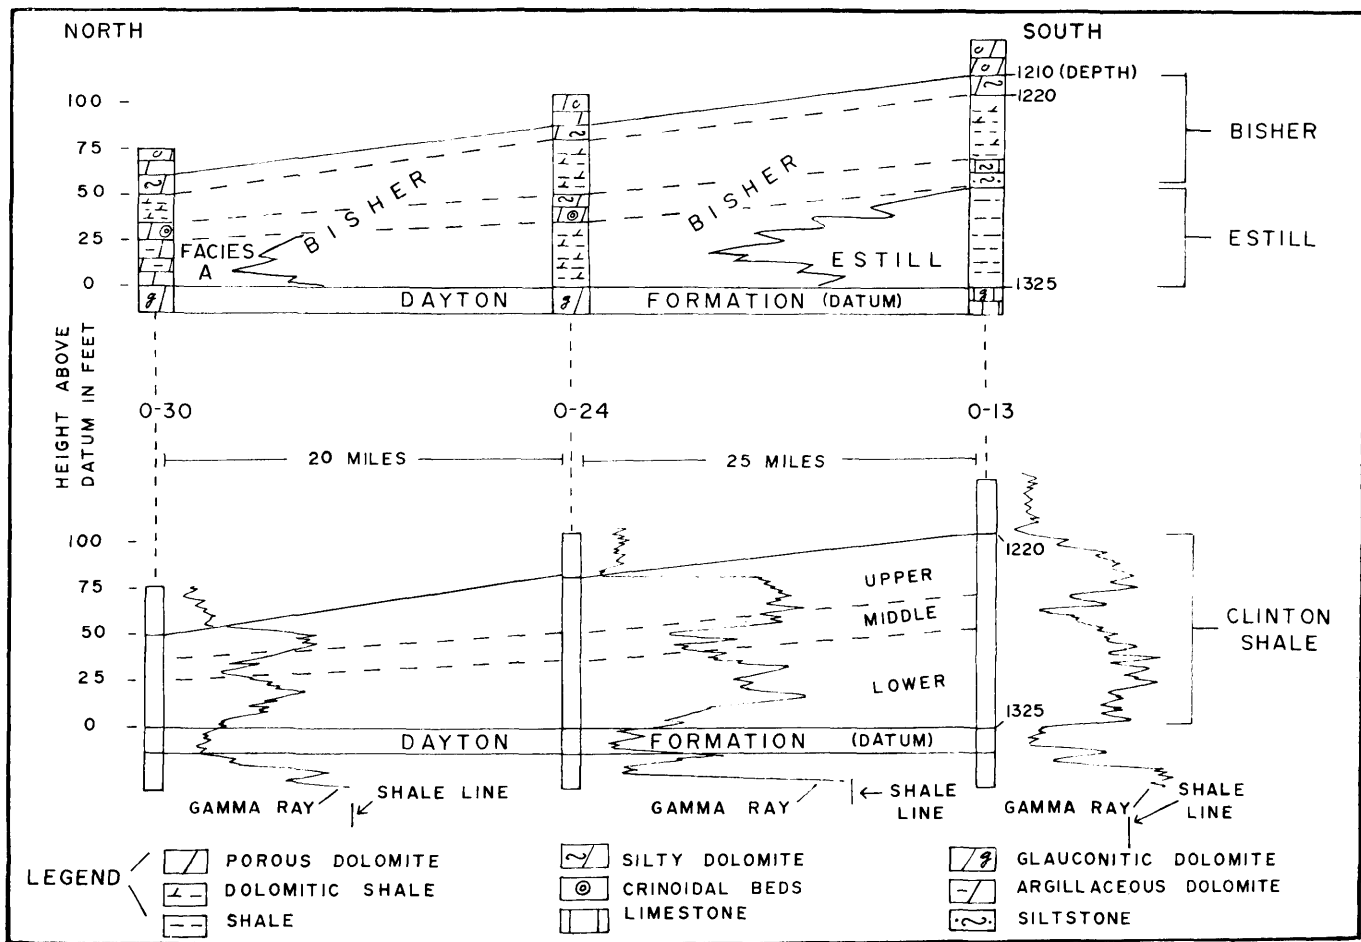 NORTH
SOUTH
1210 (DEPTH)
100
1220
75
BISHER
50
BISHER
BISHER
25
FACIES
A
ESTILL
ESTILL
0
1325
g
DAYTON
g
FORMATION (DATUM)
g
HEIGHT ABOVE
DATUM IN FEET
0-30
0-24
0-13
20 MILES
25 MILES
100
1220
75
UPPER
50
MIDDLE
CLINTON
SHALE
25
LOWER
0
1325
DAYTON
FORMATION
(DATUM)
GAMMA RAY
SHALE LINE
GAMMA RAY
SHALE
LINE
GAMMA RAY
SHALE
LINE
LEGEND
POROUS DOLOMITE
DOLOMITIC SHALE
SHALE
SILTY DOLOMITE
CRINOIDAL BEDS
LIMESTONE
g
GLAUCONITIC DOLOMITE
ARGILLACEOUS DOLOMITE
SILTSTONE